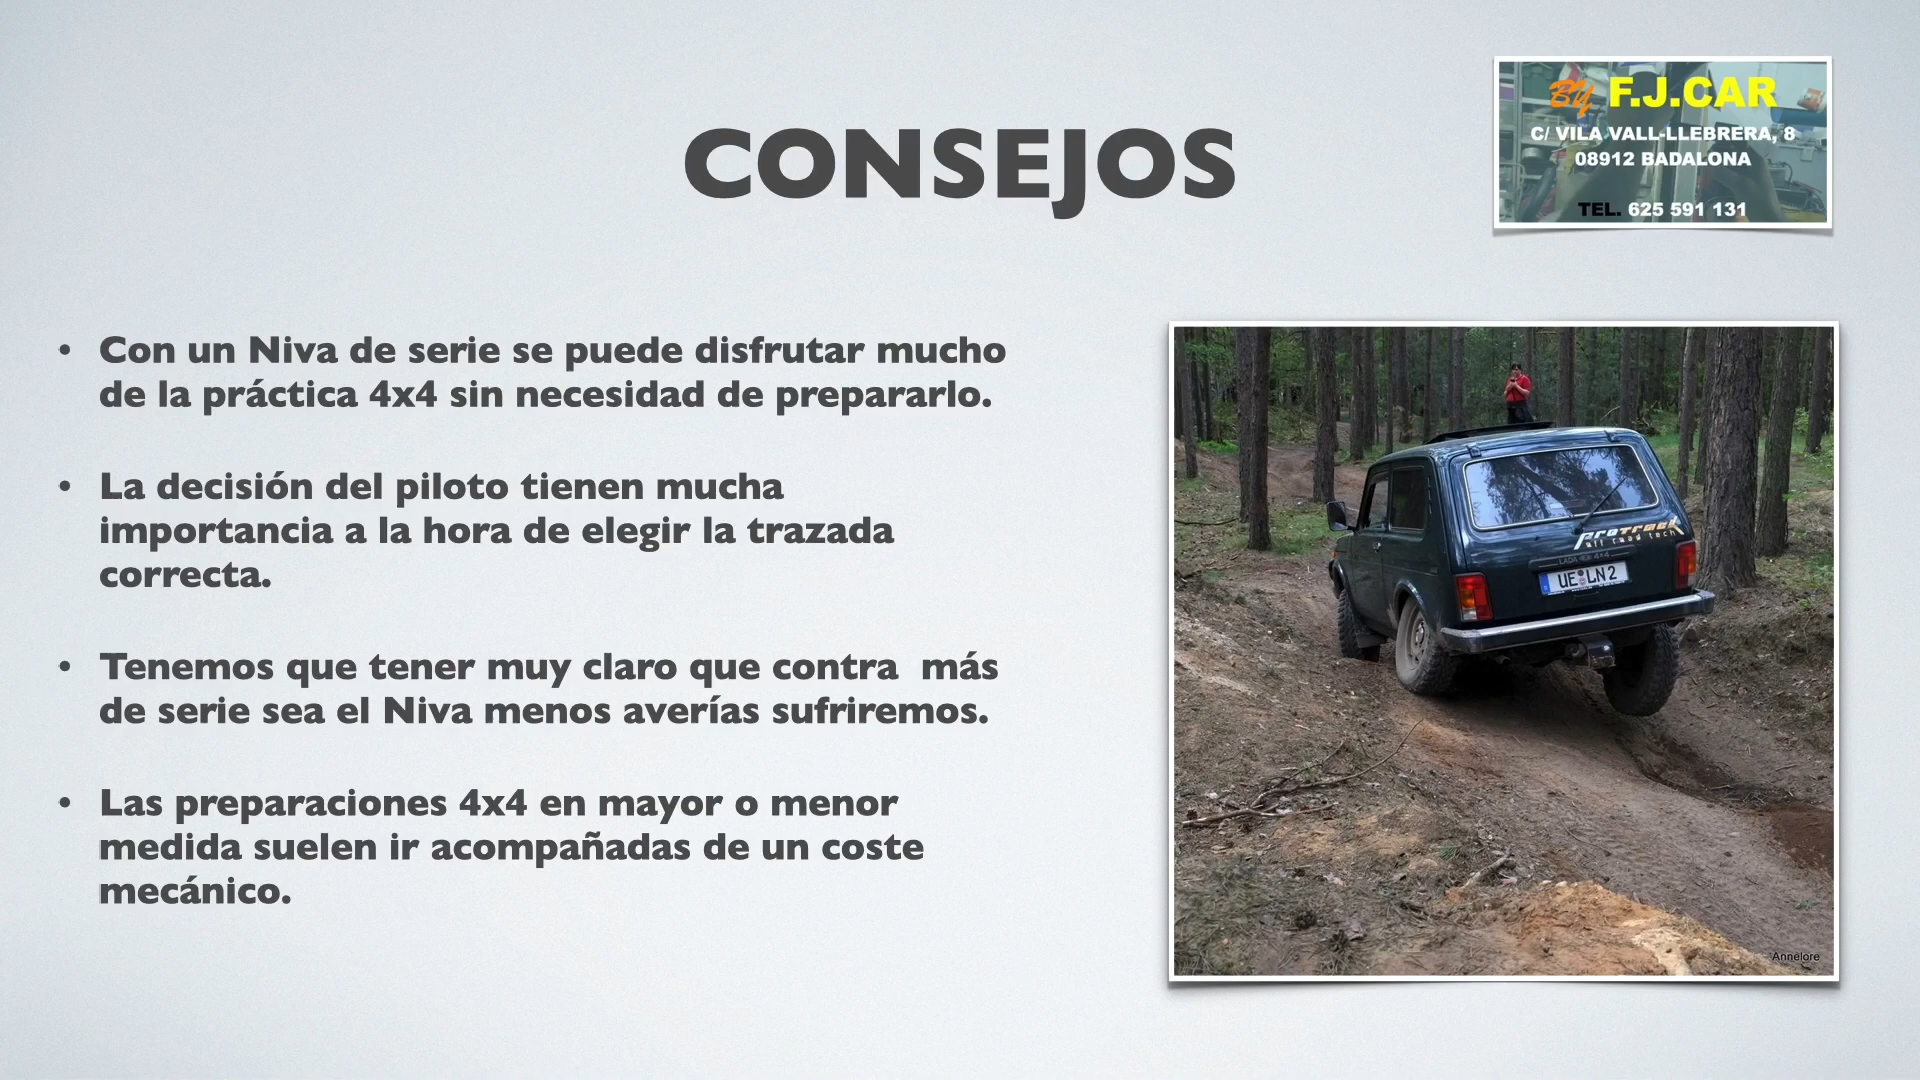 CONSEJOS
BY F.J.CAR
C/ VILA VALL-LLEBRERA, 8
08912 BADALONA
TEL. 625 591 131
• Con un Niva de serie se puede disfrutar mucho
de la práctica 4x4 sin necesidad de prepararlo.
• La decisión del piloto tienen mucha
importancia a la hora de elegir la trazada
correcta.
• Tenemos que tener muy claro que contra  más
de serie sea el Niva menos averías sufriremos.
• Las preparaciones 4x4 en mayor o menor
medida suelen ir acompañadas de un coste
mecánico.
protrack
off road tech
UE LN 2
Annelore